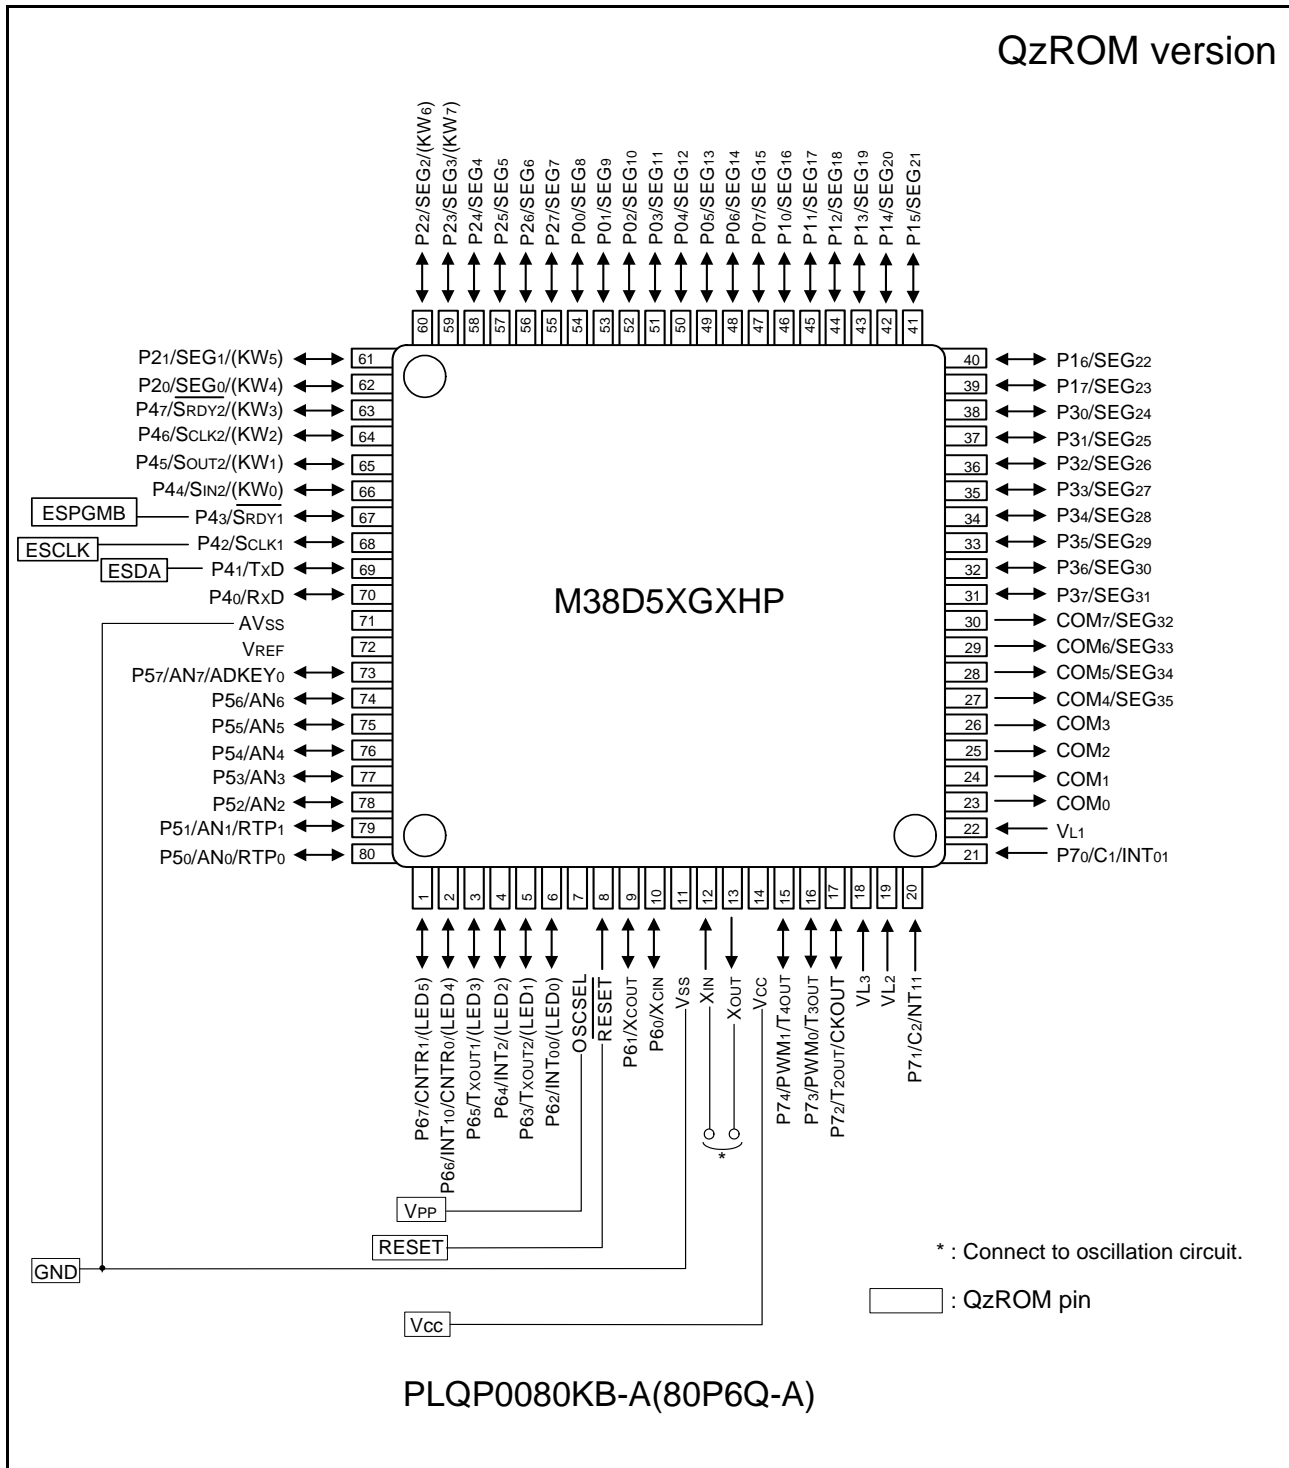 QzROM version
P22/SEG2/(KW6)
P23/SEG3/(KW7)
P24/SEG4
P25/SEG5
P26/SEG6
P27/SEG7
P00/SEG8
P01/SEG9
P02/SEG10
P03/SEG11
P04/SEG12
P05/SEG13
P06/SEG14
P07/SEG15
P10/SEG16
P11/SEG17
P12/SEG18
P13/SEG19
P14/SEG20
P15/SEG21
60 59 58 57 56 55 54 53 52 51 50 49 48 47 46 45 44 43 42 41
P21/SEG1/(KW5) 61
P20/SEG0/(KW4) 62
P47/SRDY2/(KW3) 63
P46/SCLK2/(KW2) 64
P45/SOUT2/(KW1) 65
P44/SIN2/(KW0) 66
ESPGMB P43/SRDY1 67
ESCLK P42/SCLK1 68
ESDA P41/TXD 69
P40/RXD 70
AVSS 71
VREF 72
P57/AN7/ADKEY0 73
P56/AN6 74
P55/AN5 75
P54/AN4 76
P53/AN3 77
P52/AN2 78
P51/AN1/RTP1 79
P50/AN0/RTP0 80
M38D5XGXHP
40 P16/SEG22
39 P17/SEG23
38 P30/SEG24
37 P31/SEG25
36 P32/SEG26
35 P33/SEG27
34 P34/SEG28
33 P35/SEG29
32 P36/SEG30
31 P37/SEG31
30 COM7/SEG32
29 COM6/SEG33
28 COM5/SEG34
27 COM4/SEG35
26 COM3
25 COM2
24 COM1
23 COM0
22 VL1
21 P70/C1/INT01
1 2 3 4 5 6 7 8 9 10 11 12 13 14 15 16 17 18 19 20
P67/CNTR1/(LED5)
P66/INT10/CNTR0/(LED4)
P65/TXOUT1/(LED3)
P64/INT2/(LED2)
P63/TXOUT2/(LED1)
P62/INT00/(LED0)
OSCSEL
RESET
P61/XCOUT
P60/XCIN
VSS
XIN
XOUT
VCC
P74/PWM1/T4OUT
P73/PWM0/T3OUT
P72/T2OUT/CKOUT
VL3
VL2
P71/C2/NT11
*
VPP
RESET
GND
Vcc
* : Connect to oscillation circuit.
: QzROM pin
PLQP0080KB-A(80P6Q-A)